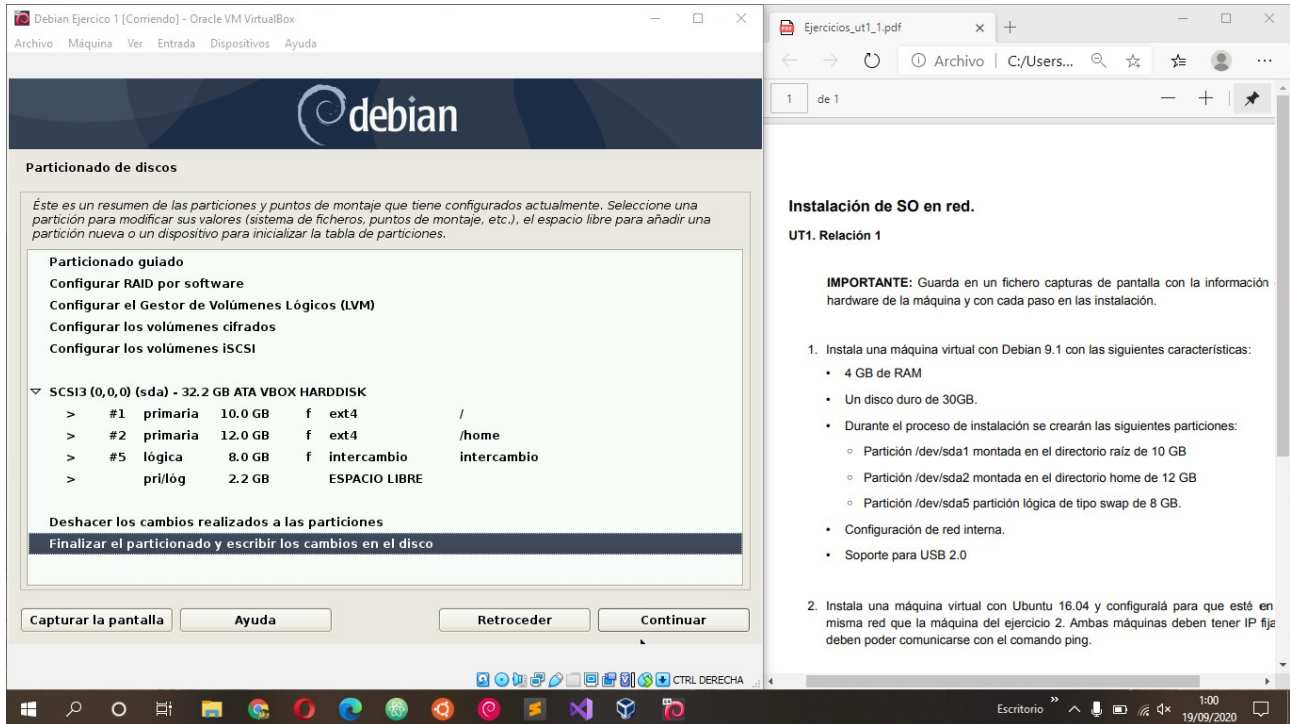 Debian Ejercico 1 [Corriendo] - Oracle VM VirtualBox
Archivo Máquina Ver Entrada Dispositivos Ayuda
debian
Particionado de discos
Éste es un resumen de las particiones y puntos de montaje que tiene configurados actualmente. Seleccione una
partición para modificar sus valores (sistema de ficheros, puntos de montaje, etc.), el espacio libre para añadir una
partición nueva o un dispositivo para inicializar la tabla de particiones.
Particionado guiado
Configurar RAID por software
Configurar el Gestor de Volúmenes Lógicos (LVM)
Configurar los volúmenes cifrados
Configurar los volúmenes iSCSI
SCSI3 (0,0,0) (sda) - 32.2 GB ATA VBOX HARDDISK
> #1 primaria 10.0 GB f ext4 /
> #2 primaria 12.0 GB f ext4 /home
> #5 lógica 8.0 GB f intercambio intercambio
> pri/lóg 2.2 GB ESPACIO LIBRE
Deshacer los cambios realizados a las particiones
Finalizar el particionado y escribir los cambios en el disco
Capturar la pantalla Ayuda Retroceder Continuar
CTRL DERECHA
Ejercicios_ut1_1.pdf
Archivo C:/Users...
1 de 1
Instalación de SO en red.
UT1. Relación 1
IMPORTANTE: Guarda en un fichero capturas de pantalla con la información
hardware de la máquina y con cada paso en las instalación.
1. Instala una máquina virtual con Debian 9.1 con las siguientes características:
• 4 GB de RAM
• Un disco duro de 30GB.
• Durante el proceso de instalación se crearán las siguientes particiones:
◦ Partición /dev/sda1 montada en el directorio raíz de 10 GB
◦ Partición /dev/sda2 montada en el directorio home de 12 GB
◦ Partición /dev/sda5 partición lógica de tipo swap de 8 GB.
• Configuración de red interna.
• Soporte para USB 2.0
2. Instala una máquina virtual con Ubuntu 16.04 y configuralá para que esté en
misma red que la máquina del ejercicio 2. Ambas máquinas deben tener IP fija
deben poder comunicarse con el comando ping.
Escritorio
1:00
19/09/2020